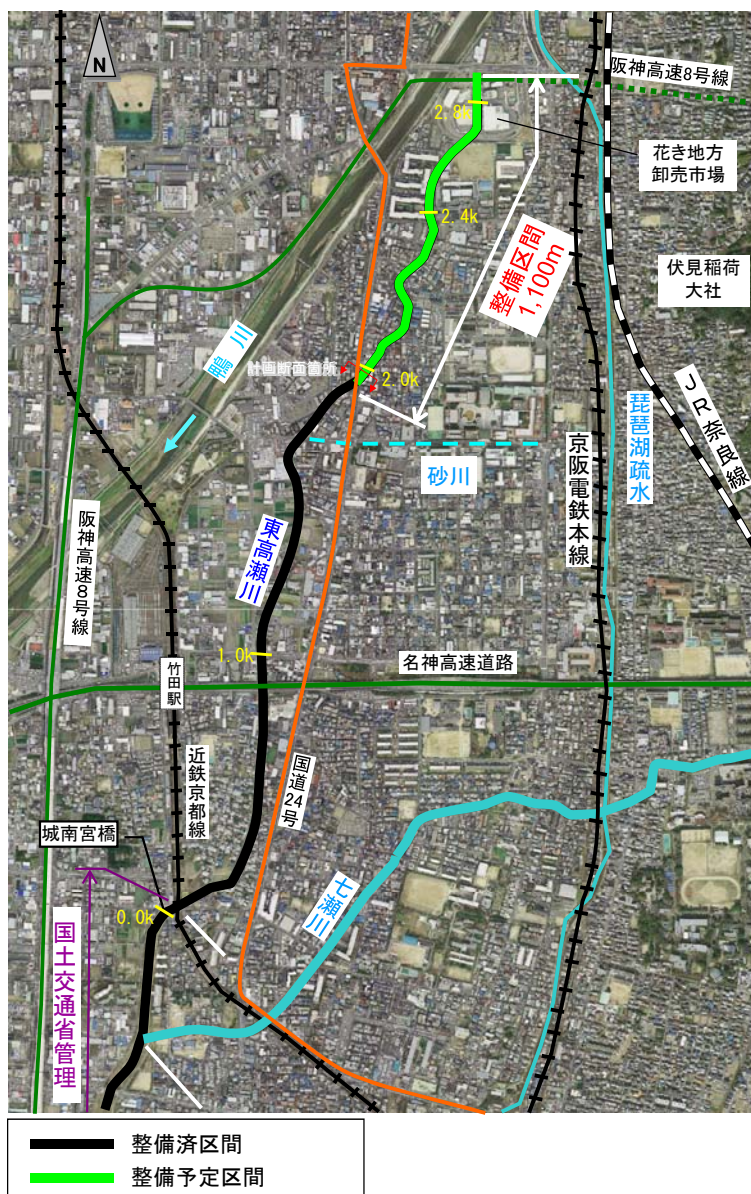 N
阪神高速8号線
2.8k
花き地方
卸売市場
2.4k
整備区間
1,100m
伏見稲荷
大社
鴨川
計画断面箇所
2.0k
JR奈良線
琵琶湖疏水
京阪電鉄本線
砂川
東高瀬川
阪神高速8号線
1.0k
名神高速道路
竹田駅
近鉄京都線
国道24号
城南宮橋
0.0k
七瀬川
国土交通省管理
整備済区間
整備予定区間